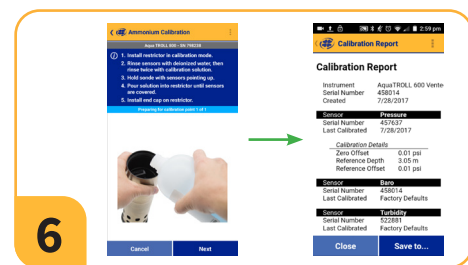 Ammonium Calibration
Aqua TROLL 600 - SN 798238
1. Install restrictor in calibration mode.
2. Rinse sensors with deionized water, then
rinse twice with calibration solution.
3. Hold sonde with sensors pointing up.
4. Pour solution into restrictor until sensors
are covered.
5. Install end cap on restrictor.
Preparing for calibration point 1 of 1
Cancel Next
2:59 pm
Calibration Report
Calibration Report
Instrument AquaTROLL 600 Vente
Serial Number 458014
Created 7/28/2017
Sensor Pressure
Serial Number 457637
Last Calibrated 7/28/2017
Calibration Details
Zero Offset 0.01 psi
Reference Depth 3.05 m
Reference Offset 0.01 psi
Sensor Baro
Serial Number 458014
Last Calibrated Factory Defaults
Sensor Turbidity
Serial Number 522881
Last Calibrated Factory Defaults
Close Save to...
6